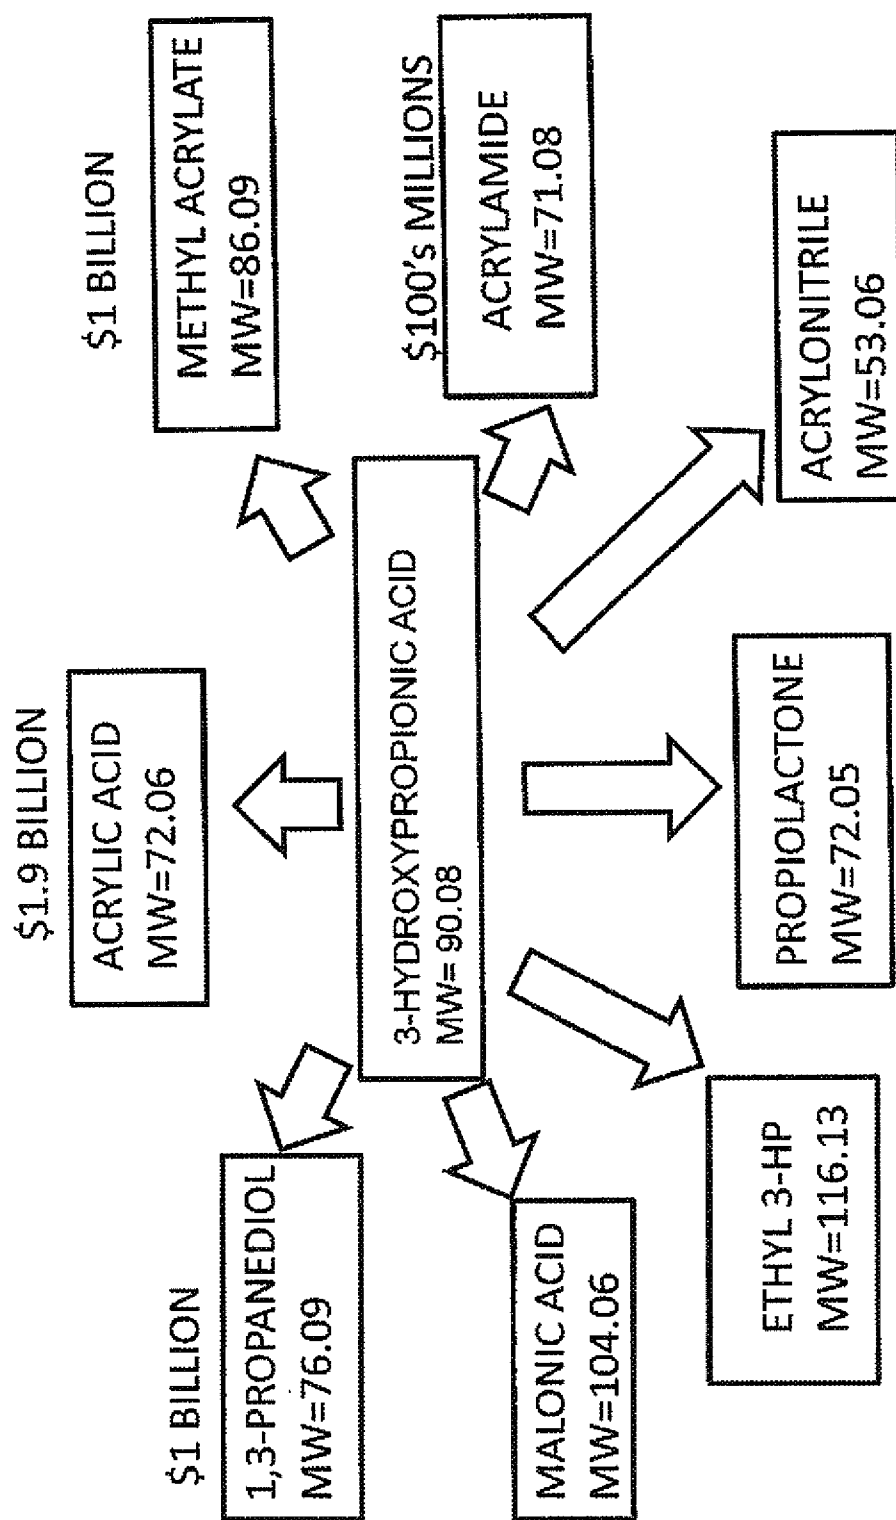 $1 BILLION
1,3-PROPANEDIOL
MW=76.09
$1.9 BILLION
ACRYLIC ACID
MW=72.06
$1 BILLION
METHYL ACRYLATE
MW=86.09
3-HYDROXYPROPIONIC ACID
MW= 90.08
$100's MILLIONS
ACRYLAMIDE
MW=71.08
MALONIC ACID
MW=104.06
ETHYL 3-HP
MW=116.13
PROPIOLACTONE
MW=72.05
ACRYLONITRILE
MW=53.06